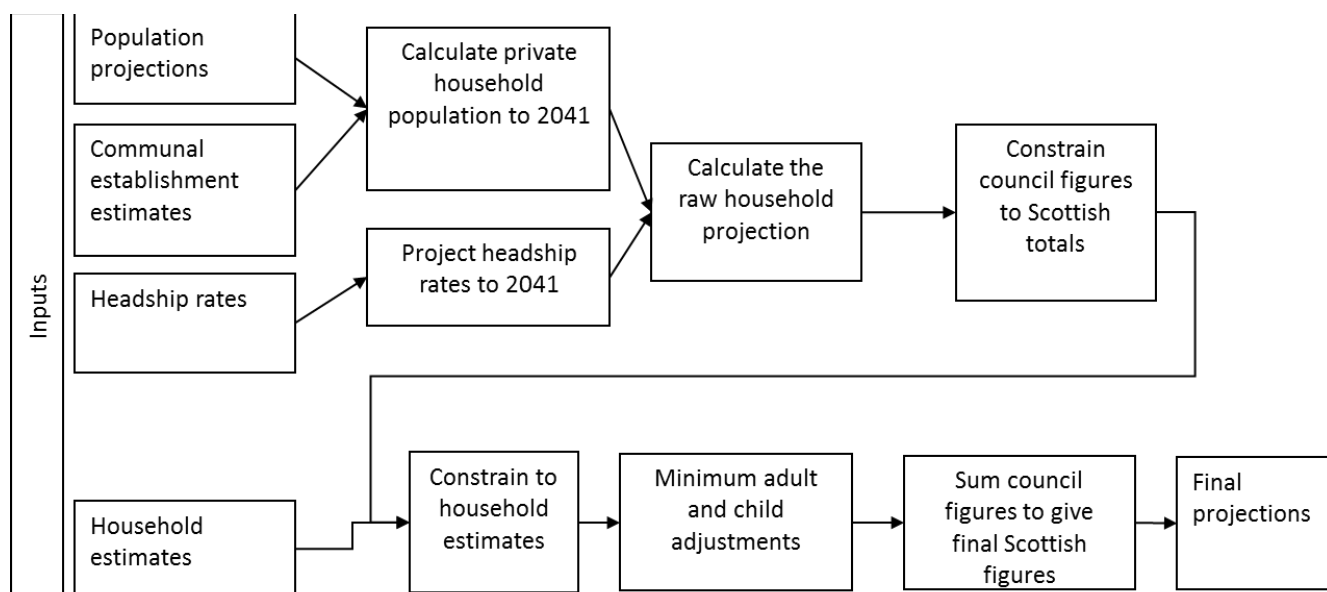 Inputs
Population
projections
Communal
establishment
estimates
Headship rates
Household
estimates
Calculate private
household
population to 2041
Project headship
rates to 2041
Calculate the
raw household
projection
Constrain
council figures
to Scottish
totals
Constrain to
household
estimates
Minimum adult
and child
adjustments
Sum council
figures to give
final Scottish
figures
Final
projections